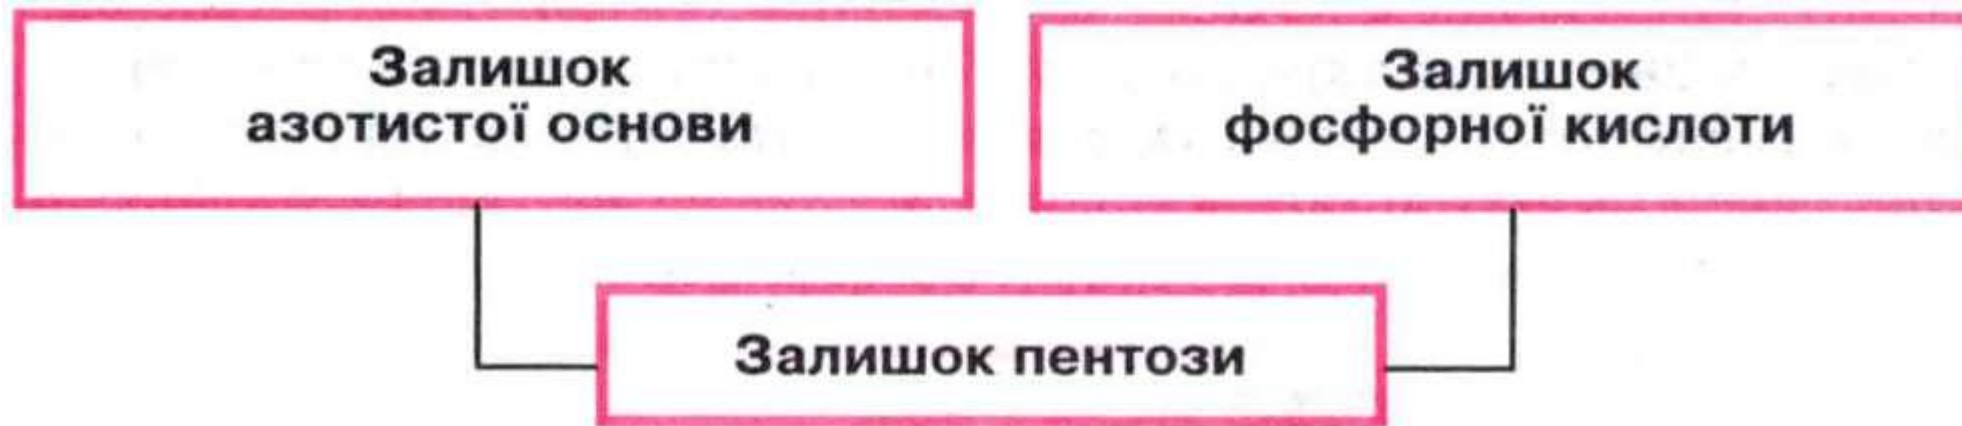 Залишок
азотистої основи
Залишок
фосфорної кислоти
Залишок пентози